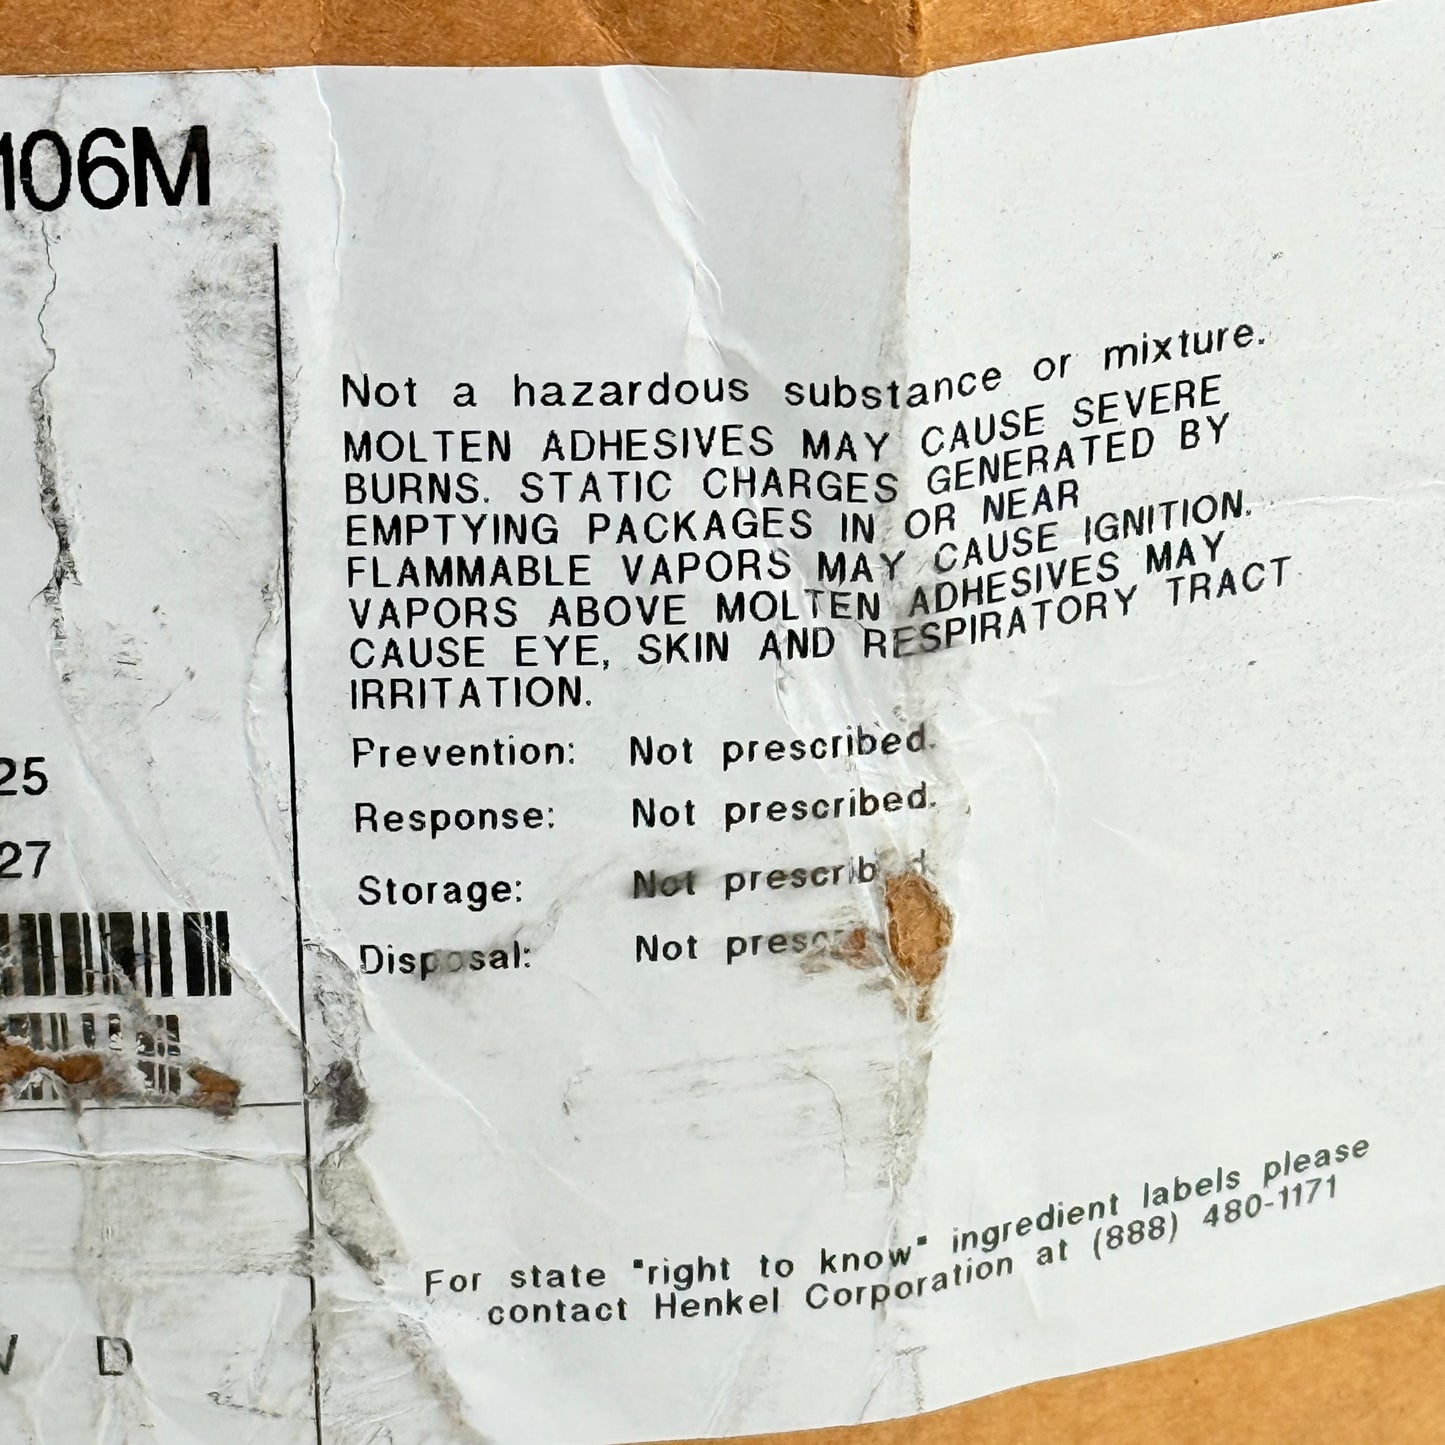 106M
Not a hazardous substance or mixture.
MOLTEN ADHESIVES MAY CAUSE SEVERE
BURNS. STATIC CHARGES GENERATED BY
EMPTYING PACKAGES IN OR NEAR
FLAMMABLE VAPORS MAY CAUSE IGNITION.
VAPORS ABOVE MOLTEN ADHESIVES MAY
CAUSE EYE, SKIN AND RESPIRATORY TRACT
IRRITATION.
Prevention: Not prescribed.
Response: Not prescribed.
Storage: Not prescribed.
Disposal: Not
25
27
D
For state "right to know" ingredient labels please
contact Henkel Corporation at (888) 480-1171